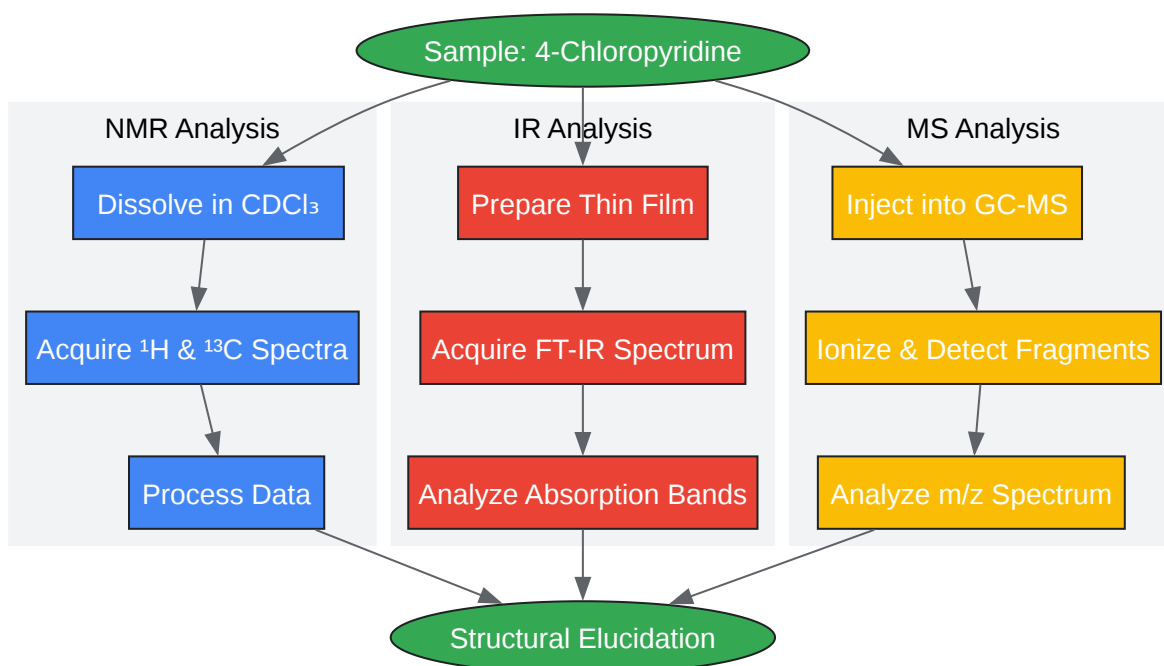 Sample: 4-Chloropyridine
NMR Analysis
IR Analysis
MS Analysis
Dissolve in CDCl₃
Prepare Thin Film
Inject into GC-MS
Acquire ¹H & ¹³C Spectra
Acquire FT-IR Spectrum
Ionize & Detect Fragments
Process Data
Analyze Absorption Bands
Analyze m/z Spectrum
Structural Elucidation